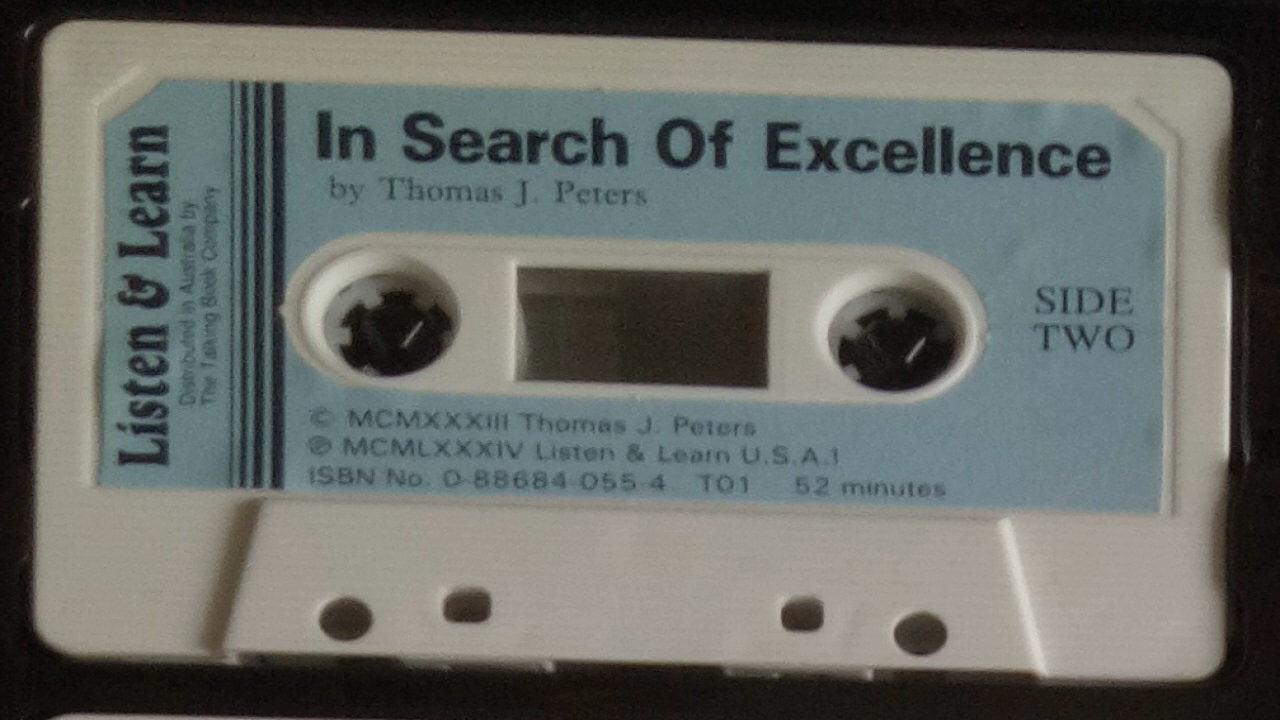 Listen & Learn
Distributed in Australia by
The Talking Book Company
In Search Of Excellence
by Thomas J. Peters
SIDE
TWO
© MCMXXXIII Thomas J. Peters
℗ MCMLXXXIV Listen & Learn U.S.A.!
ISBN No. 0-88684-055-4 T01 52 minutes